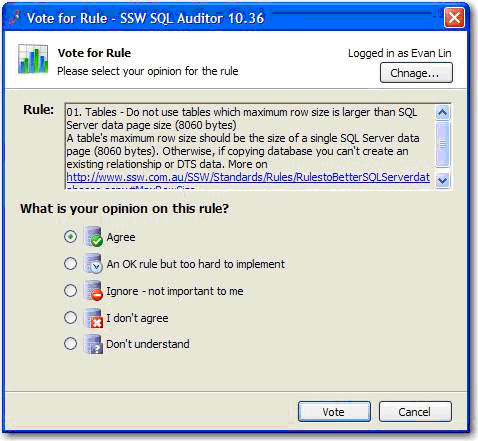 Vote for Rule - SSW SQL Auditor 10.36
Vote for Rule
Logged in as Evan Lin
Please select your opinion for the rule
Chnage...
Rule:
01. Tables - Do not use tables which maximum row size is larger than SQL
Server data page size (8060 bytes)
A table's maximum row size should be the size of a single SQL Server data
page (8060 bytes). Otherwise, if copying database you can't create an
existing relationship or DTS data. More on
http://www.ssw.com.au/SSW/Standards/Rules/RulestoBetterSQLServerdat
What is your opinion on this rule?
Agree
An OK rule but too hard to implement
Ignore - not important to me
I don't agree
Don't understand
Vote
Cancel